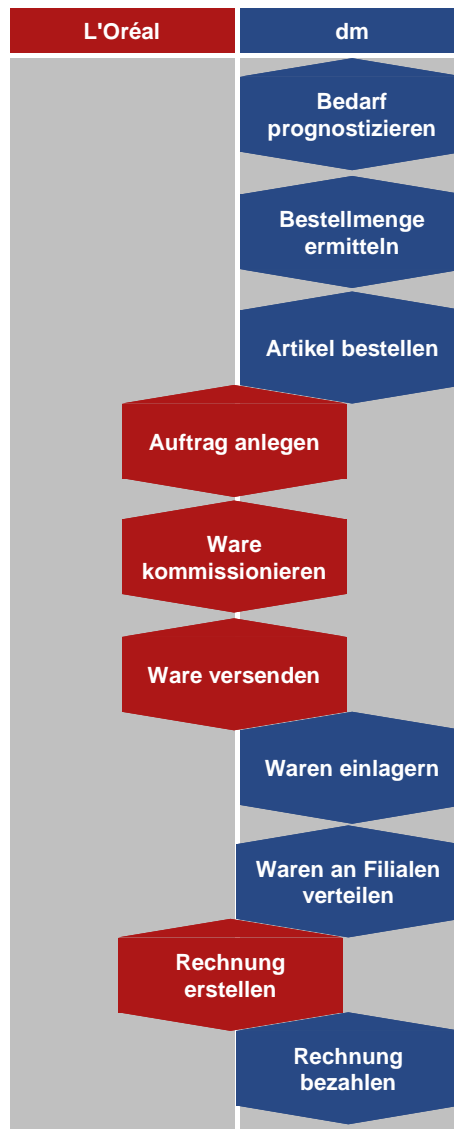 L'Oréal
dm
Bedarf
prognostizieren
Bestellmenge
ermitteln
Artikel bestellen
Auftrag anlegen
Ware
kommissionieren
Ware versenden
Waren einlagern
Waren an Filialen
verteilen
Rechnung
erstellen
Rechnung
bezahlen